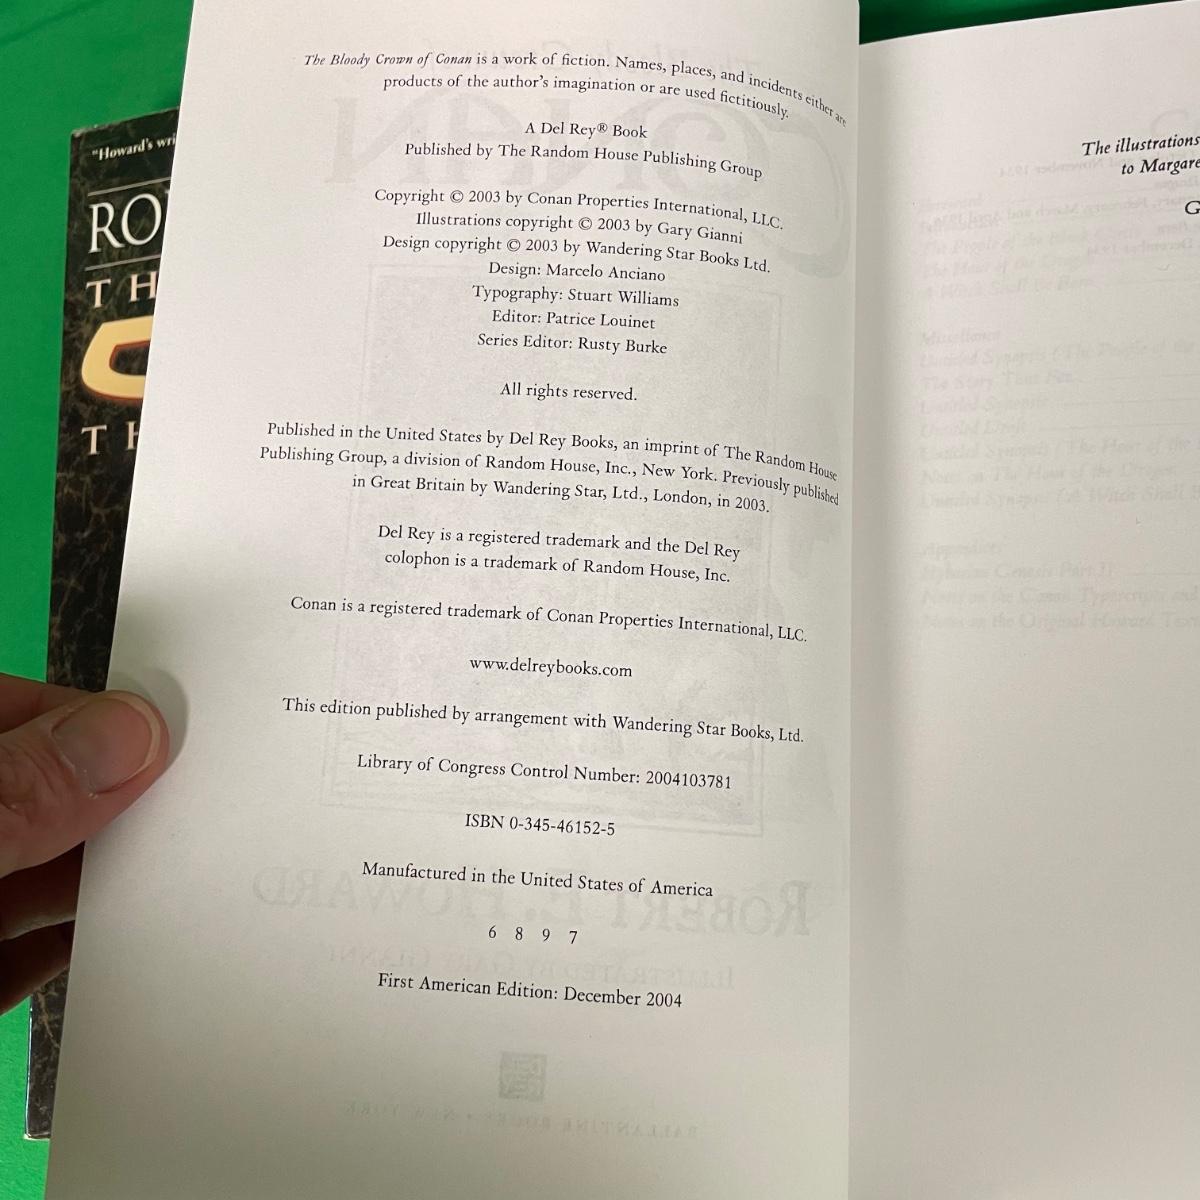 The Bloody Crown of Conan is a work of fiction. Names, places, and incidents either are
products of the author's imagination or are used fictitiously.
A Del Rey® Book
Published by The Random House Publishing Group
Copyright © 2003 by Conan Properties International, LLC.
Illustrations copyright © 2003 by Gary Gianni
Design copyright © 2003 by Wandering Star Books Ltd.
Design: Marcelo Anciano
Typography: Stuart Williams
Editor: Patrice Louinet
Series Editor: Rusty Burke
All rights reserved.
Published in the United States by Del Rey Books, an imprint of The Random House
Publishing Group, a division of Random House, Inc., New York. Previously published
in Great Britain by Wandering Star, Ltd., London, in 2003.
Del Rey is a registered trademark and the Del Rey
colophon is a trademark of Random House, Inc.
Conan is a registered trademark of Conan Properties International, LLC.
www.delreybooks.com
This edition published by arrangement with Wandering Star Books, Ltd.
Library of Congress Control Number: 2004103781
ISBN 0-345-46152-5
Manufactured in the United States of America
6 8 9 7
First American Edition: December 2004
The illustrations
to Margare
G
"Howard's wri
RO
TH
C
TH